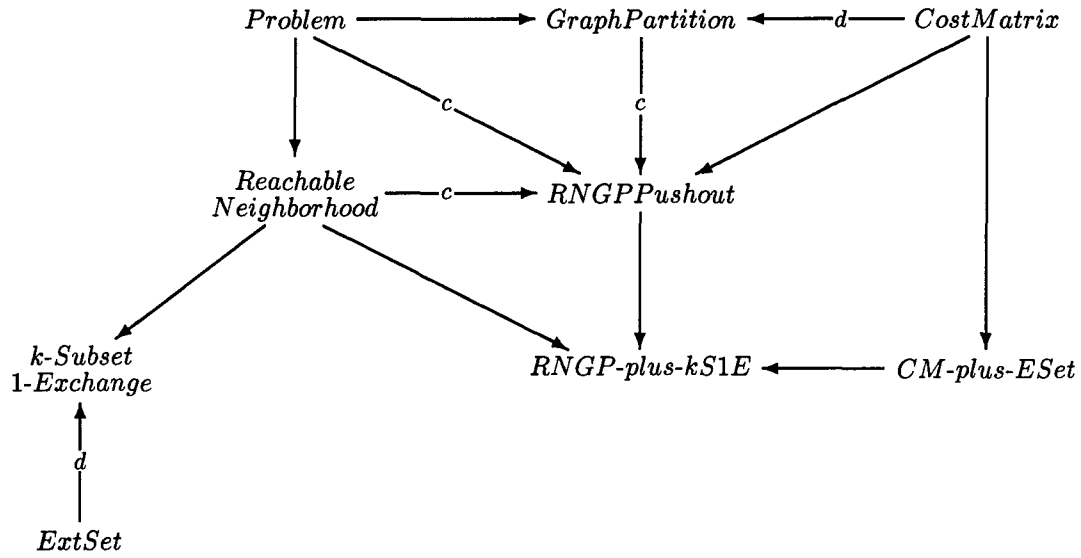 Problem
GraphPartition
d
CostMatrix
c
c
Reachable
Neighborhood
c
RNGPPushout
k-Subset
1-Exchange
RNGP-plus-kS1E
CM-plus-ESet
d
ExtSet